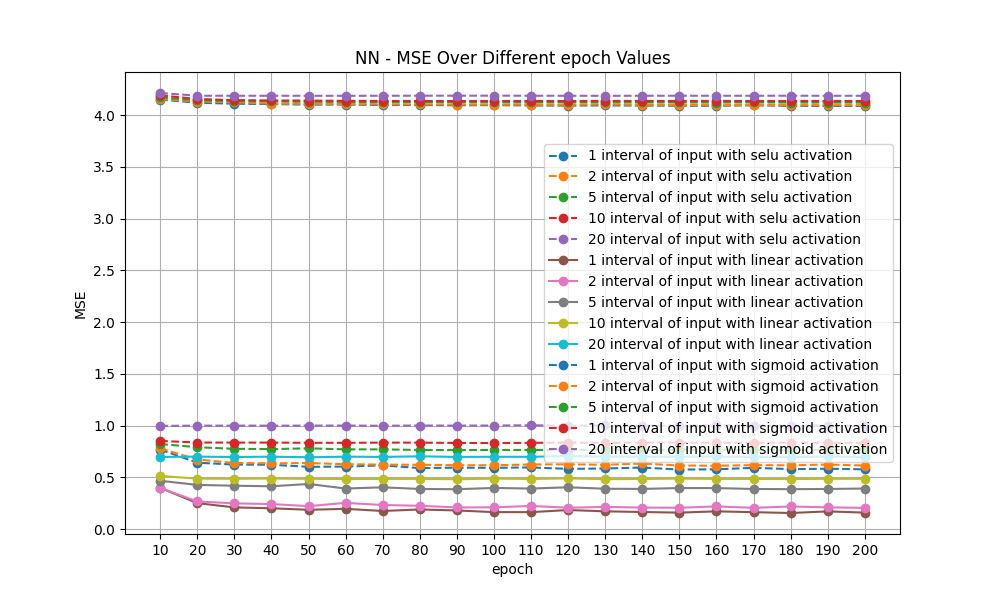 NN - MSE Over Different epoch Values
MSE
4.0
3.5
3.0
2.5
2.0
1.5
1.0
0.5
0.0
1 interval of input with selu activation
2 interval of input with selu activation
5 interval of input with selu activation
10 interval of input with selu activation
20 interval of input with selu activation
1 interval of input with linear activation
2 interval of input with linear activation
5 interval of input with linear activation
10 interval of input with linear activation
20 interval of input with linear activation
1 interval of input with sigmoid activation
2 interval of input with sigmoid activation
5 interval of input with sigmoid activation
10 interval of input with sigmoid activation
20 interval of input with sigmoid activation
10 20 30 40 50 60 70 80 90 100 110 120 130 140 150 160 170 180 190 200
epoch